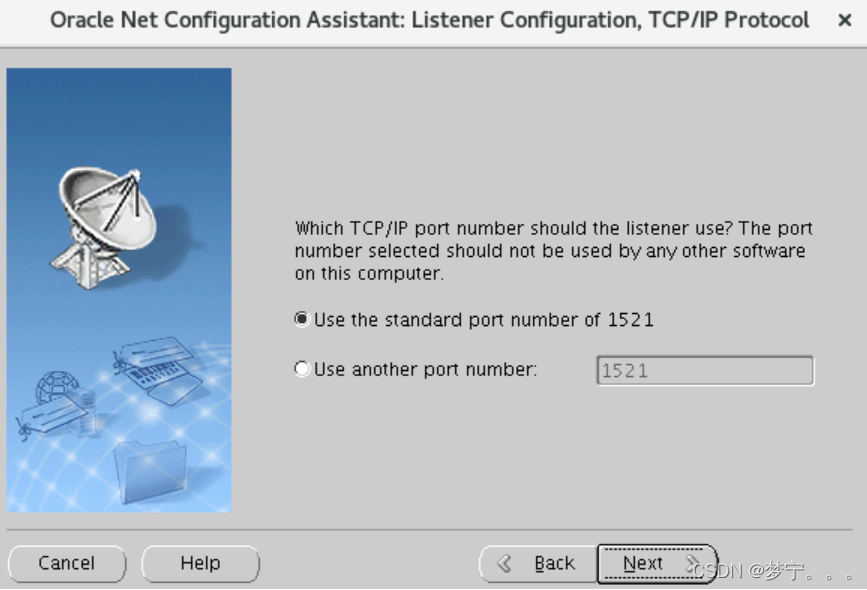 Oracle Net Configuration Assistant: Listener Configuration, TCP/IP Protocol
Which TCP/IP port number should the listener use? The port
number selected should not be used by any other software
on this computer.
Use the standard port number of 1521
Use another port number:
1521
Cancel
Help
Back
Next
CSDN @梦宁。。。